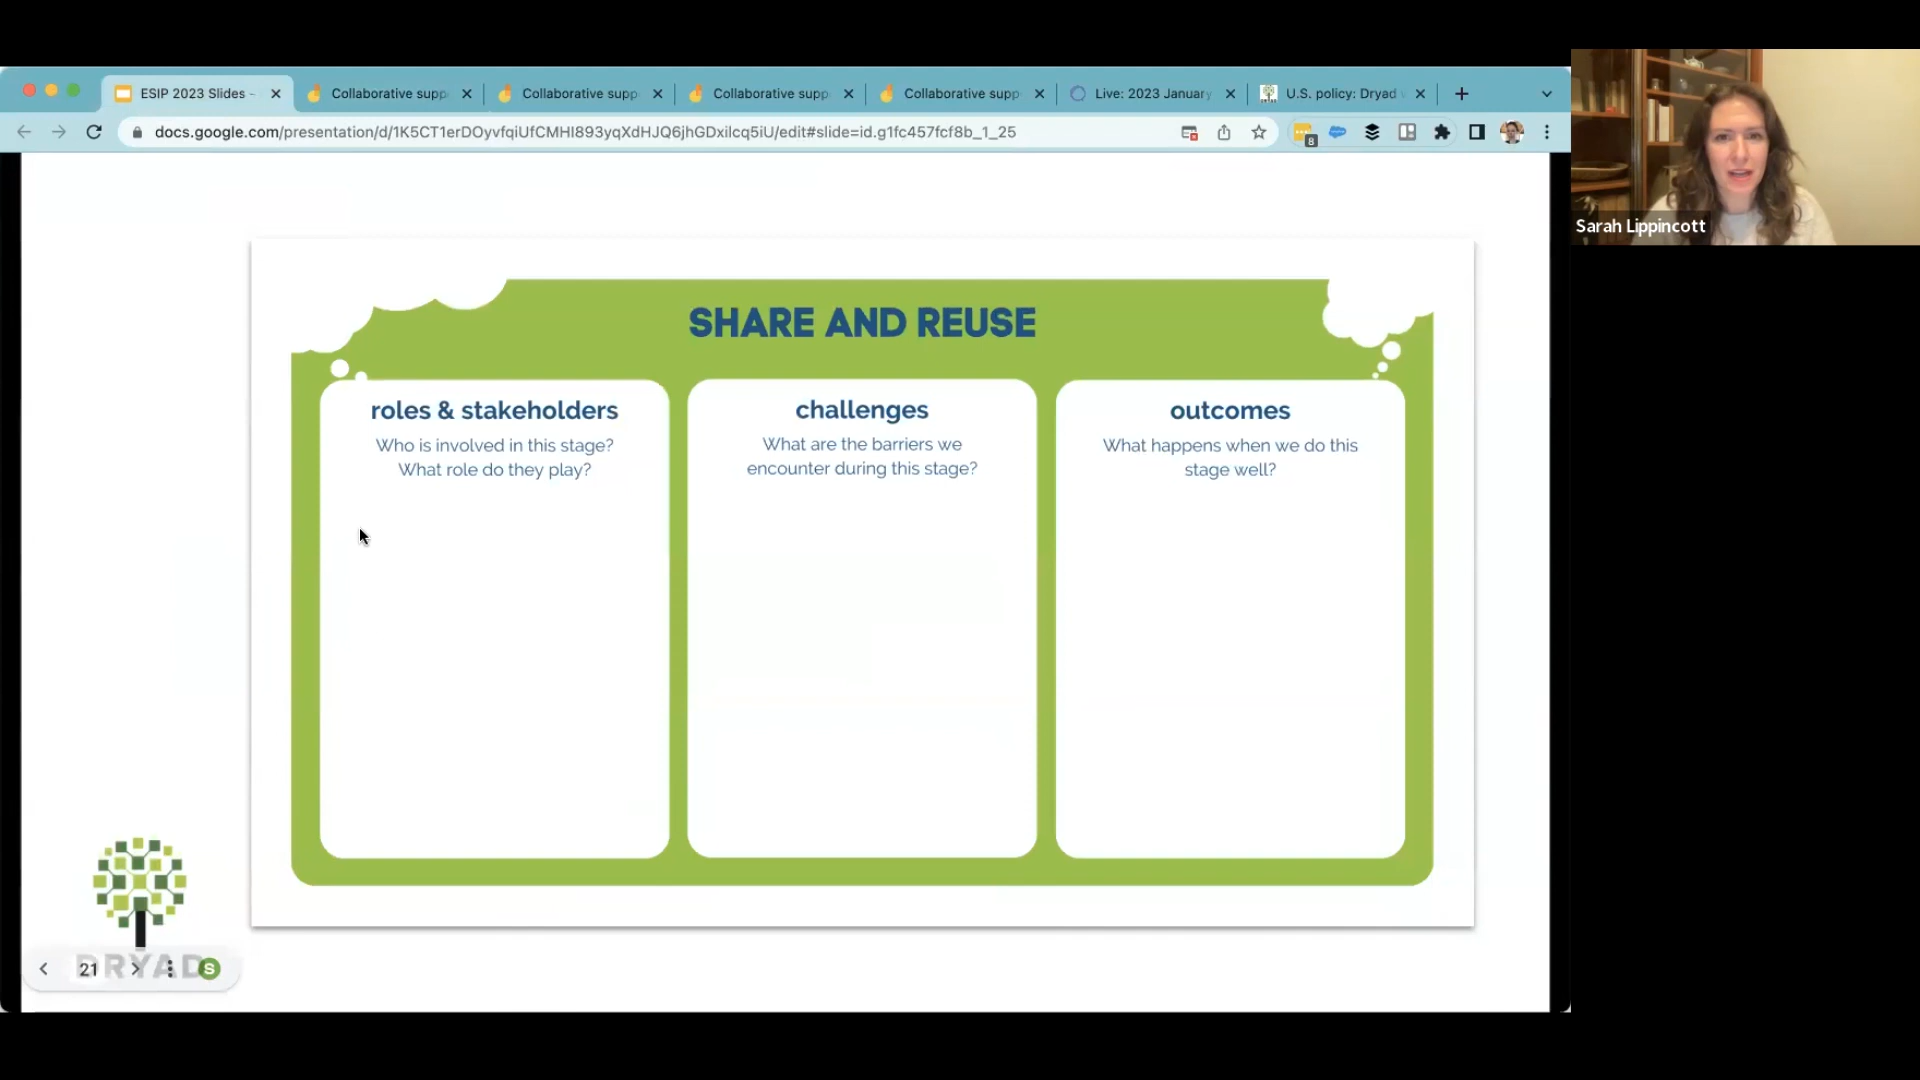 ESIP 2023 Slides -
Collaborative supp
Collaborative supp
Collaborative supp
Collaborative supp
Live: 2023 January
U.S. policy: Dryad
docs.google.com/presentation/d/1K5CT1erDOyvfqiUfCMHI893yqXdHJQ6jhGDxilcq5iU/edit#slide=id.g1fc457fcf8b_1_25
8
Sarah Lippincott
SHARE AND REUSE
roles & stakeholders
Who is involved in this stage?
What role do they play?
challenges
What are the barriers we
encounter during this stage?
outcomes
What happens when we do this
stage well?
DRYAD
21
S